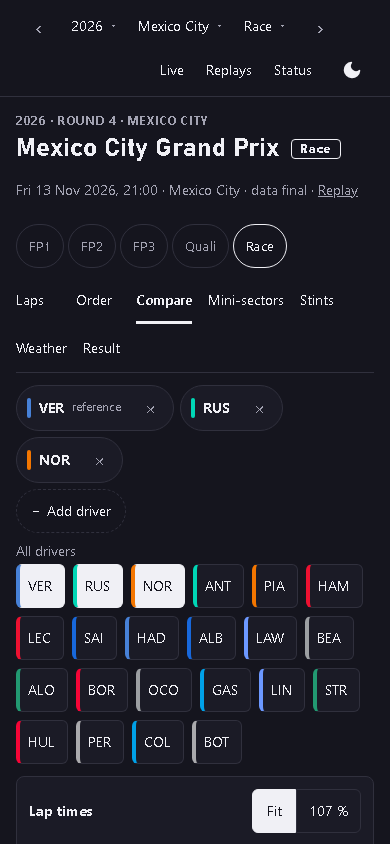 ‹ 2026 Mexico City Race ›
Live Replays Status
2026 · ROUND 4 · MEXICO CITY
Mexico City Grand Prix Race
Fri 13 Nov 2026, 21:00 · Mexico City · data final · Replay
FP1 FP2 FP3 Quali Race
Laps Order Compare Mini-sectors Stints
Weather Result
VER reference × RUS ×
NOR ×
− Add driver
All drivers
VER RUS NOR ANT PIA HAM
LEC SAI HAD ALB LAW BEA
ALO BOR OCO GAS LIN STR
HUL PER COL BOT
Lap times Fit 107 %